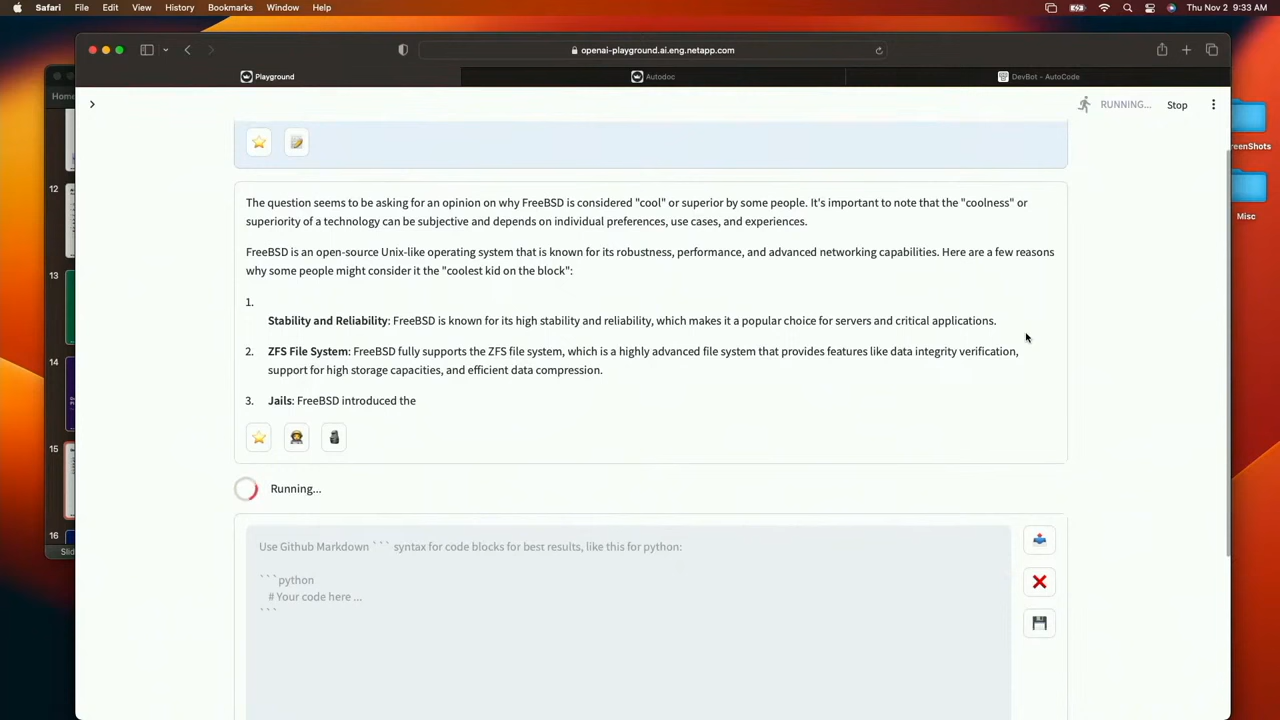 Safari File Edit View History Bookmarks Window Help
Thu Nov 2 9:33 AM
openai-playground.ai.eng.netapp.com
Playground
Autodoc
DevBot - AutoCode
Home
RUNNING... Stop
The question seems to be asking for an opinion on why FreeBSD is considered "cool" or superior by some people. It's important to note that the "coolness" or
superiority of a technology can be subjective and depends on individual preferences, use cases, and experiences.
FreeBSD is an open-source Unix-like operating system that is known for its robustness, performance, and advanced networking capabilities. Here are a few reasons
why some people might consider it the "coolest kid on the block":
1.
Stability and Reliability: FreeBSD is known for its high stability and reliability, which makes it a popular choice for servers and critical applications.
2. ZFS File System: FreeBSD fully supports the ZFS file system, which is a highly advanced file system that provides features like data integrity verification,
support for high storage capacities, and efficient data compression.
3. Jails: FreeBSD introduced the
Running...
Use Github Markdown ``` syntax for code blocks for best results, like this for python:
```python
# Your code here ...
```
12
13
14
15
16
Slid
reenShots
Misc